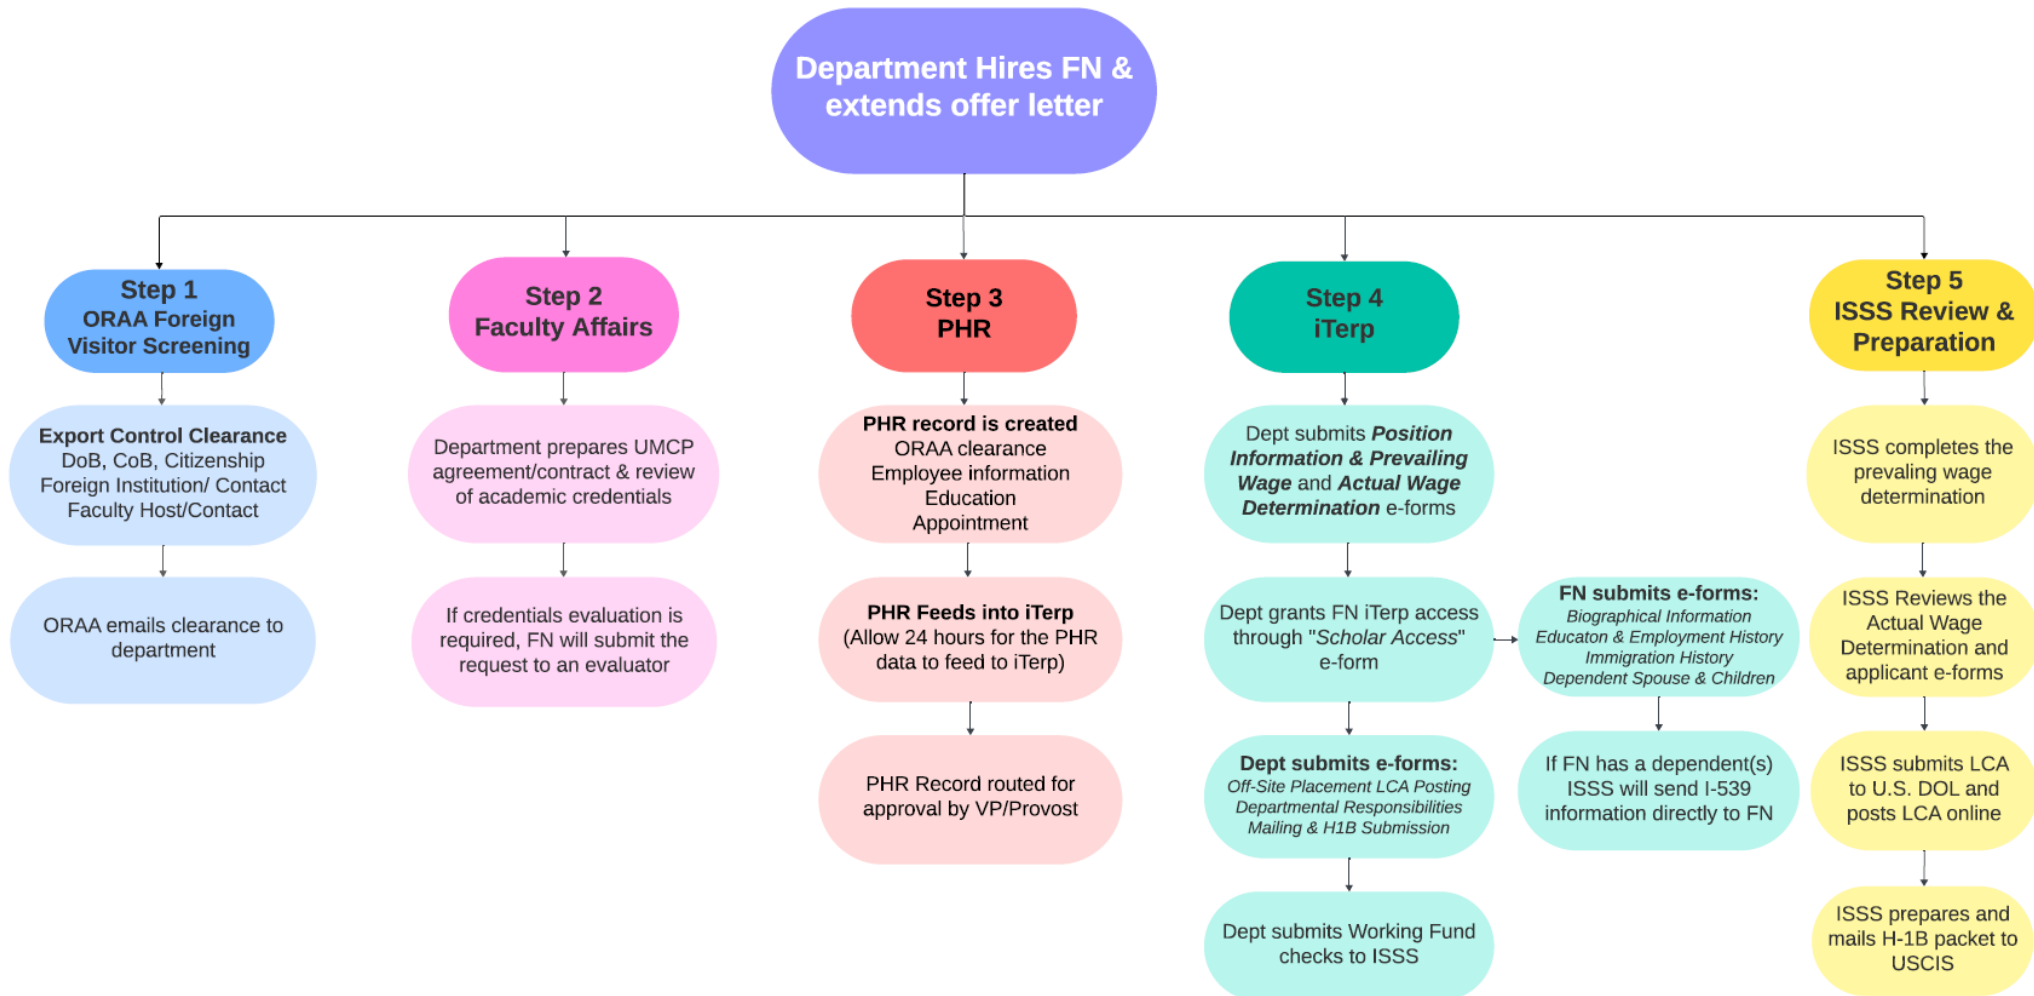 Department Hires FN &
extends offer letter
Step 1
ORAA Foreign
Visitor Screening
Export Control Clearance
DoB, CoB, Citizenship
Foreign Institution/ Contact
Faculty Host/Contact
ORAA emails clearance to
department
Step 2
Faculty Affairs
Department prepares UMCP
agreement/contract & review
of academic credentials
If credentials evaluation is
required, FN will submit the
request to an evaluator
Step 3
PHR
PHR record is created
ORAA clearance
Employee information
Education
Appointment
PHR Feeds into iTerp
(Allow 24 hours for the PHR
data to feed to iTerp)
PHR Record routed for
approval by VP/Provost
Step 4
iTerp
Dept submits Position
Information & Prevailing
Wage and Actual Wage
Determination e-forms
Dept grants FN iTerp access
through "Scholar Access"
e-form
Dept submits e-forms:
Off-Site Placement LCA Posting
Departmental Responsibilities
Mailing & H1B Submission
Dept submits Working Fund
checks to ISSS
FN submits e-forms:
Biographical Information
Educaton & Employment History
Immigration History
Dependent Spouse & Children
If FN has a dependent(s)
ISSS will send I-539
information directly to FN
Step 5
ISSS Review &
Preparation
ISSS completes the
prevaling wage
determination
ISSS Reviews the
Actual Wage
Determination and
applicant e-forms
ISSS submits LCA
to U.S. DOL and
posts LCA online
ISSS prepares and
mails H-1B packet to
USCIS